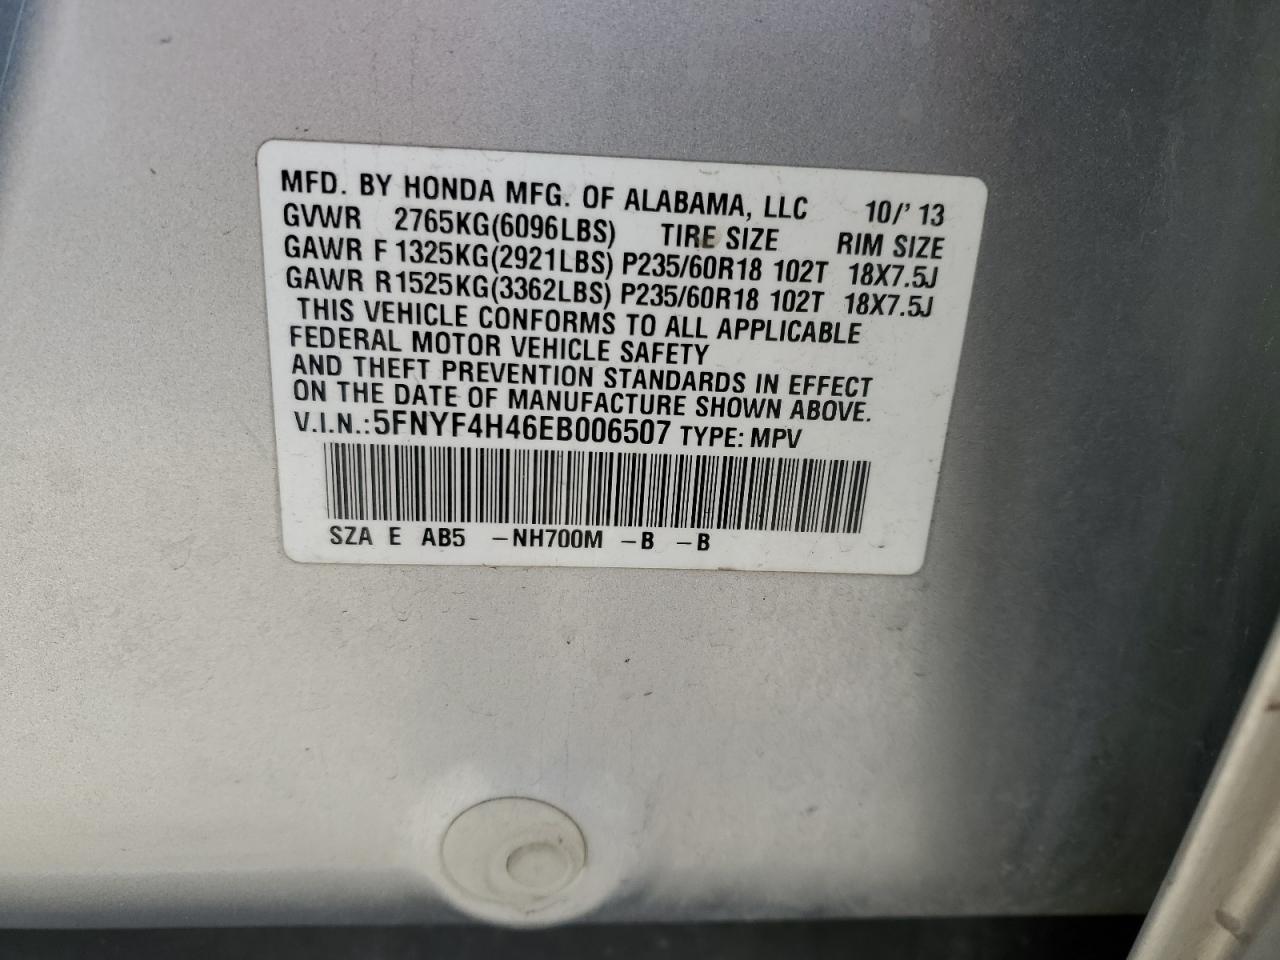 MFD. BY HONDA MFG. OF ALABAMA, LLC 10/'13
GVWR 2765KG(6096LBS) TIRE SIZE RIM SIZE
GAWR F 1325KG(2921LBS) P235/60R18 102T 18X7.5J
GAWR R1525KG(3362LBS) P235/60R18 102T 18X7.5J
THIS VEHICLE CONFORMS TO ALL APPLICABLE
FEDERAL MOTOR VEHICLE SAFETY
AND THEFT PREVENTION STANDARDS IN EFFECT
ON THE DATE OF MANUFACTURE SHOWN ABOVE.
V.I.N.:5FNYF4H46EB006507 TYPE: MPV
SZA E AB5 -NH700M -B -B